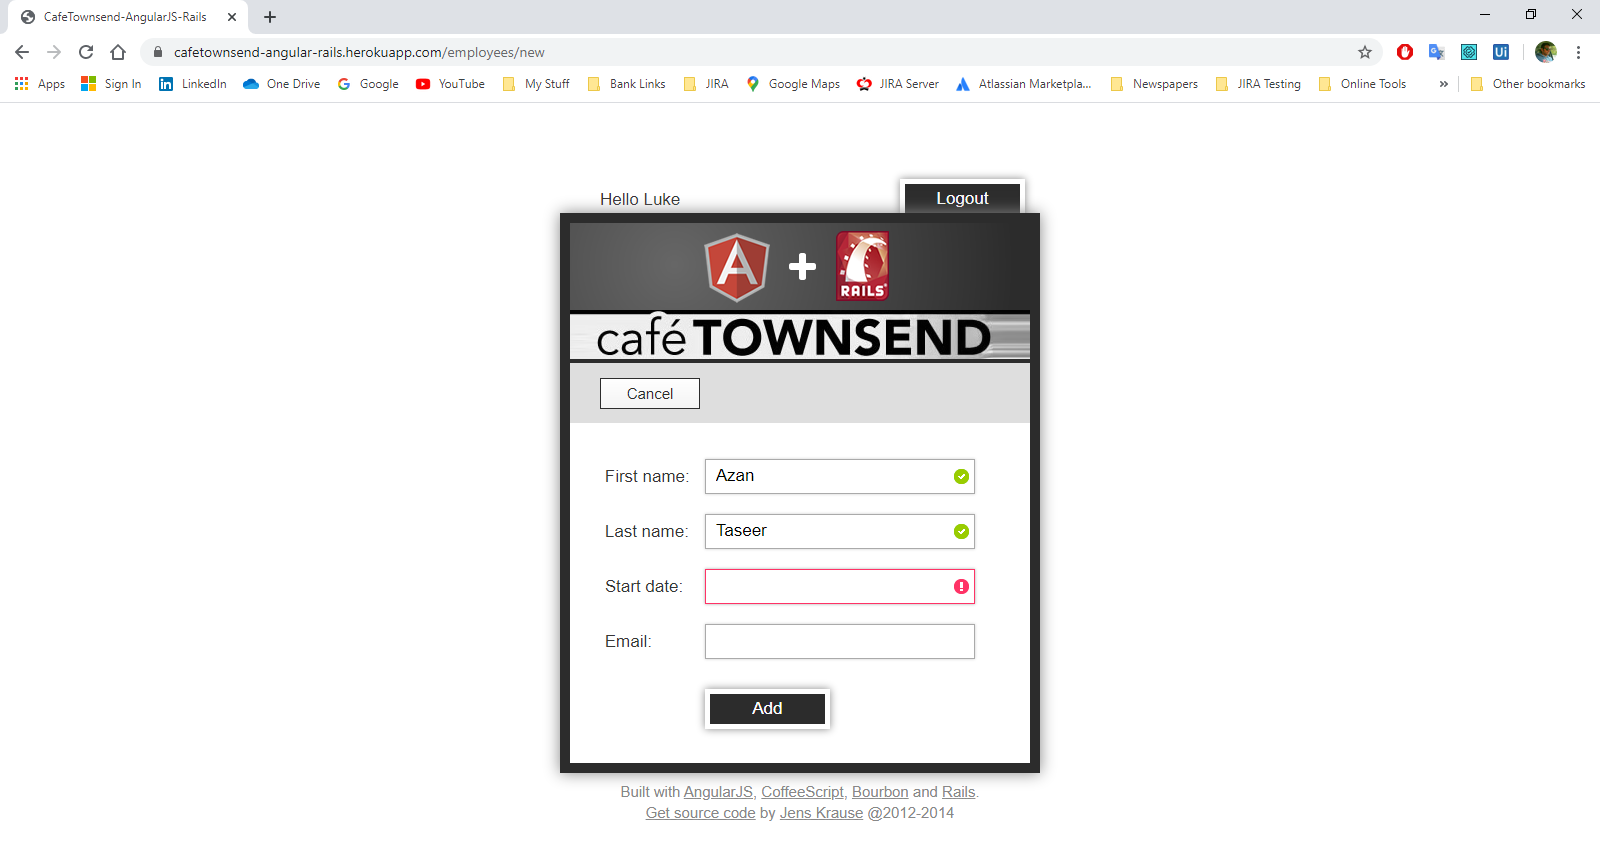 CafeTownsend-AngularJS-Rails
cafetownsend-angular-rails.herokuapp.com/employees/new
Apps Sign In LinkedIn One Drive Google YouTube My Stuff Bank Links JIRA Google Maps JIRA Server Atlassian Marketpla... Newspapers JIRA Testing Online Tools » Other bookmarks
Hello Luke Logout
A + RAILS
café TOWNSEND
Cancel
First name: Azan
Last name: Taseer
Start date:
Email:
Add
Built with AngularJS, CoffeeScript, Bourbon and Rails.
Get source code by Jens Krause @2012-2014